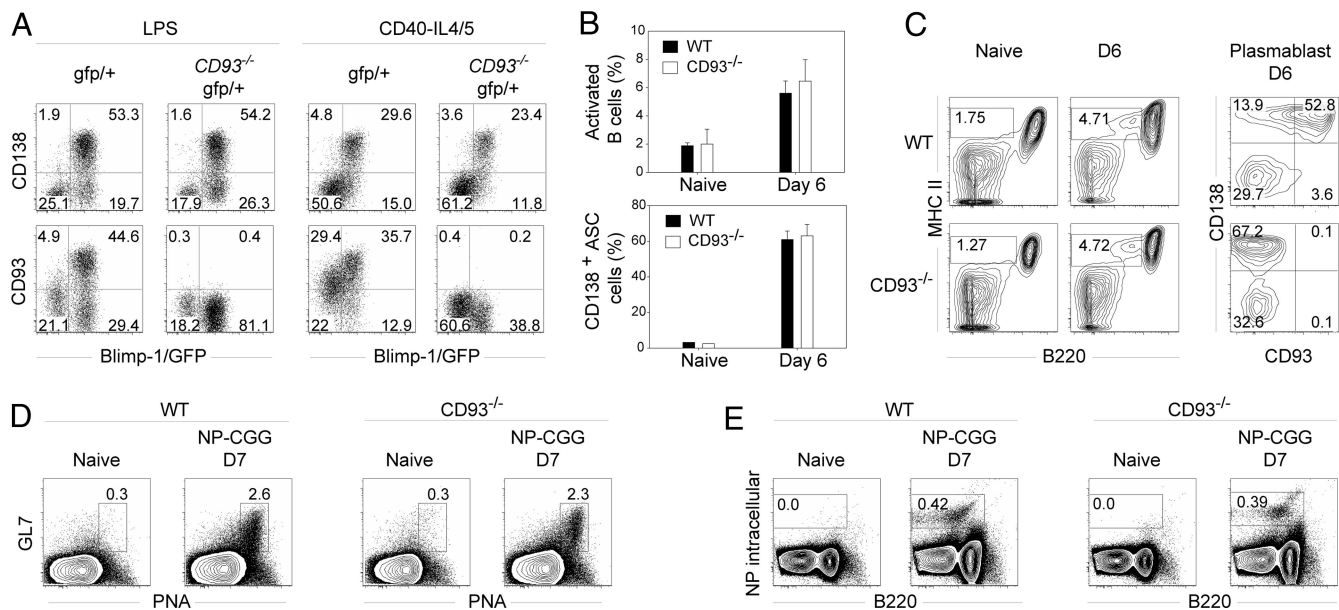 A
LPS
CD40-IL4/5
gfp/+
CD93-/-
gfp/+
gfp/+
CD93-/-
gfp/+
CD138
1.9
53.3
25.1
19.7
1.6
54.2
17.9
26.3
4.8
29.6
50.6
15.0
3.6
23.4
61.2
11.8
CD93
4.9
44.6
21.1
29.4
0.3
0.4
18.2
81.1
29.4
35.7
22
12.9
0.4
0.2
60.6
38.8
Blimp-1/GFP
Blimp-1/GFP
B
Activated
B cells (%)
10
8
6
4
2
0
WT
CD93-/-
Naive
Day 6
CD138+ ASC
cells (%)
80
60
40
20
0
WT
CD93-/-
Naive
Day 6
C
Naive
D6
Plasmablast
D6
WT
CD93-/-
MHC II
1.75
4.71
1.27
4.72
B220
CD138
13.9
52.8
29.7
3.6
67.2
0.1
32.6
0.1
CD93
D
WT
CD93-/-
Naive
NP-CGG
D7
Naive
NP-CGG
D7
GL7
0.3
2.6
0.3
2.3
PNA
PNA
E
WT
CD93-/-
Naive
NP-CGG
D7
Naive
NP-CGG
D7
NP intracellular
0.0
0.42
0.0
0.39
B220
B220